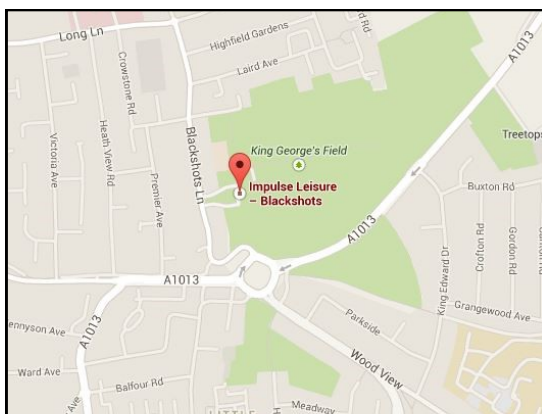 Long Ln
Highfield Gardens
Laird Ave
Crowstone Rd
Victoria Ave
Heath View Rd
Premier Ave
Blackshots Ln
King George's Field
Impulse Leisure
– Blackshots
A1013
Treetops
Buxton Rd
A1013
A1013
King Edward Dr
Crofton Rd
Gordon Rd
Grangewood Ave
Parkside
Wood View
ennyson Ave
A1013
Ward Ave
Balfour Rd
Meadway
LITTLE